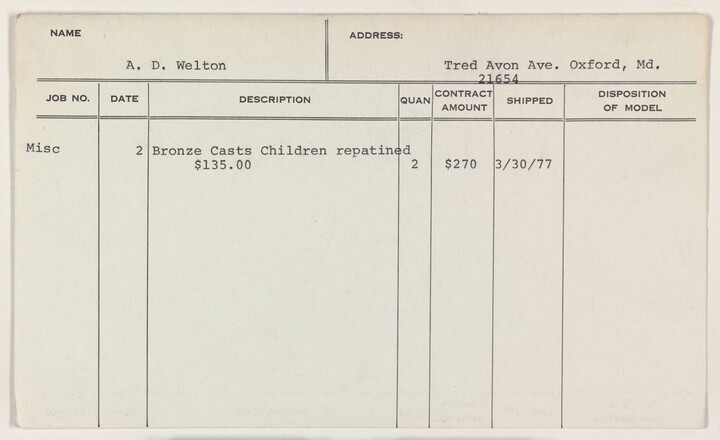 NAME
ADDRESS:
A. D. Welton
Tred Avon Ave. Oxford, Md.
21654
JOB NO. DATE DESCRIPTION QUAN CONTRACT AMOUNT SHIPPED DISPOSITION OF MODEL
Misc 2 Bronze Casts Children repatined
$135.00 2 $270 3/30/77